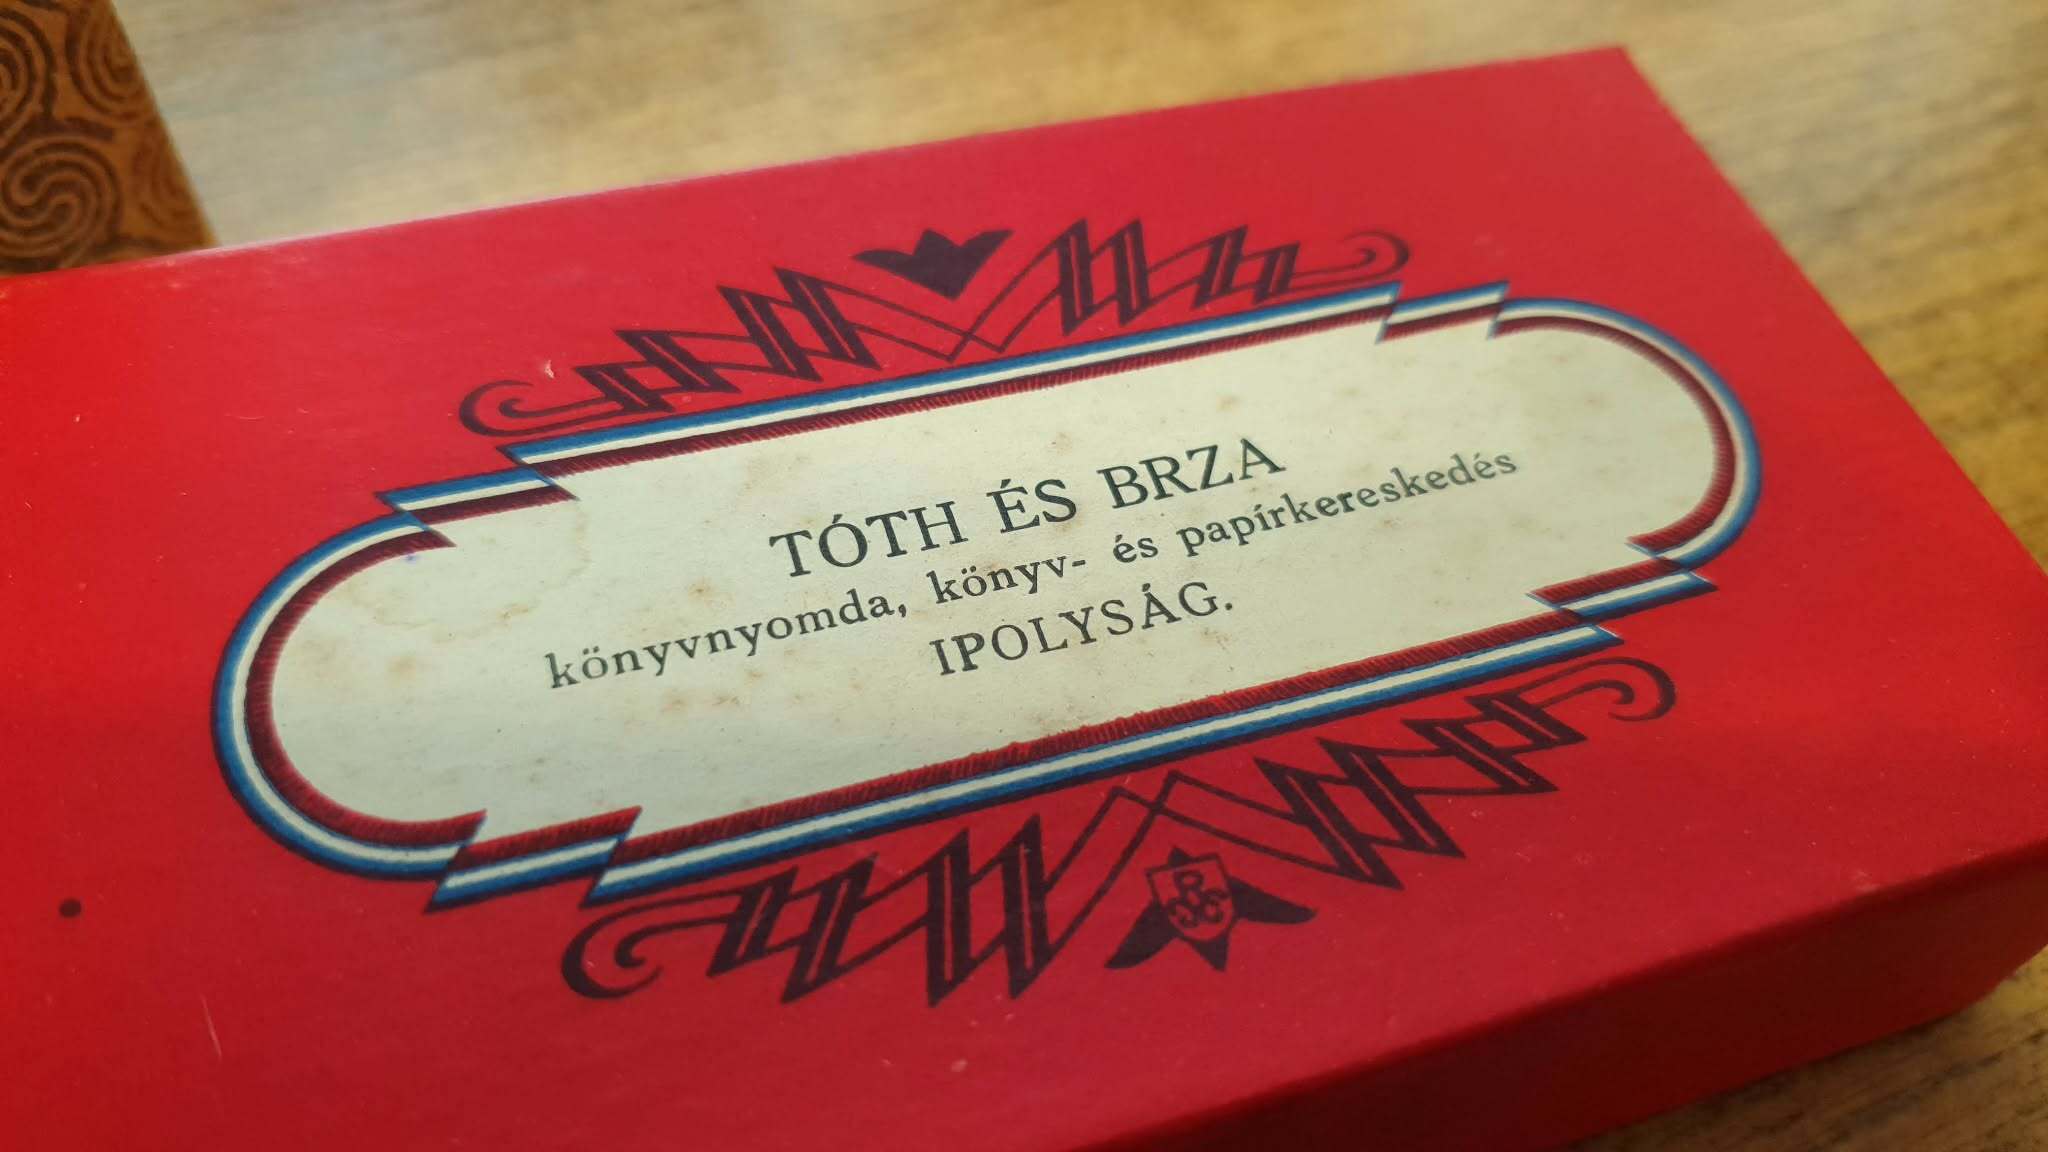 TÓTH ÉS BRZA
könyvnyomda, könyv- és papírkereskedés
IPOLYSÁG.